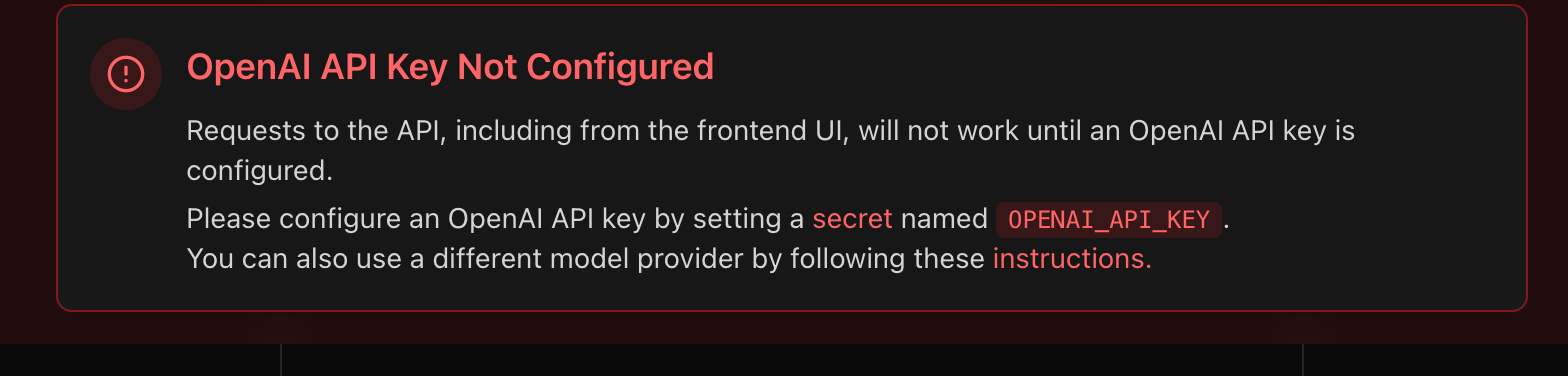 OpenAI API Key Not Configured
Requests to the API, including from the frontend UI, will not work until an OpenAI API key is
configured.
Please configure an OpenAI API key by setting a secret named OPENAI_API_KEY.
You can also use a different model provider by following these instructions.